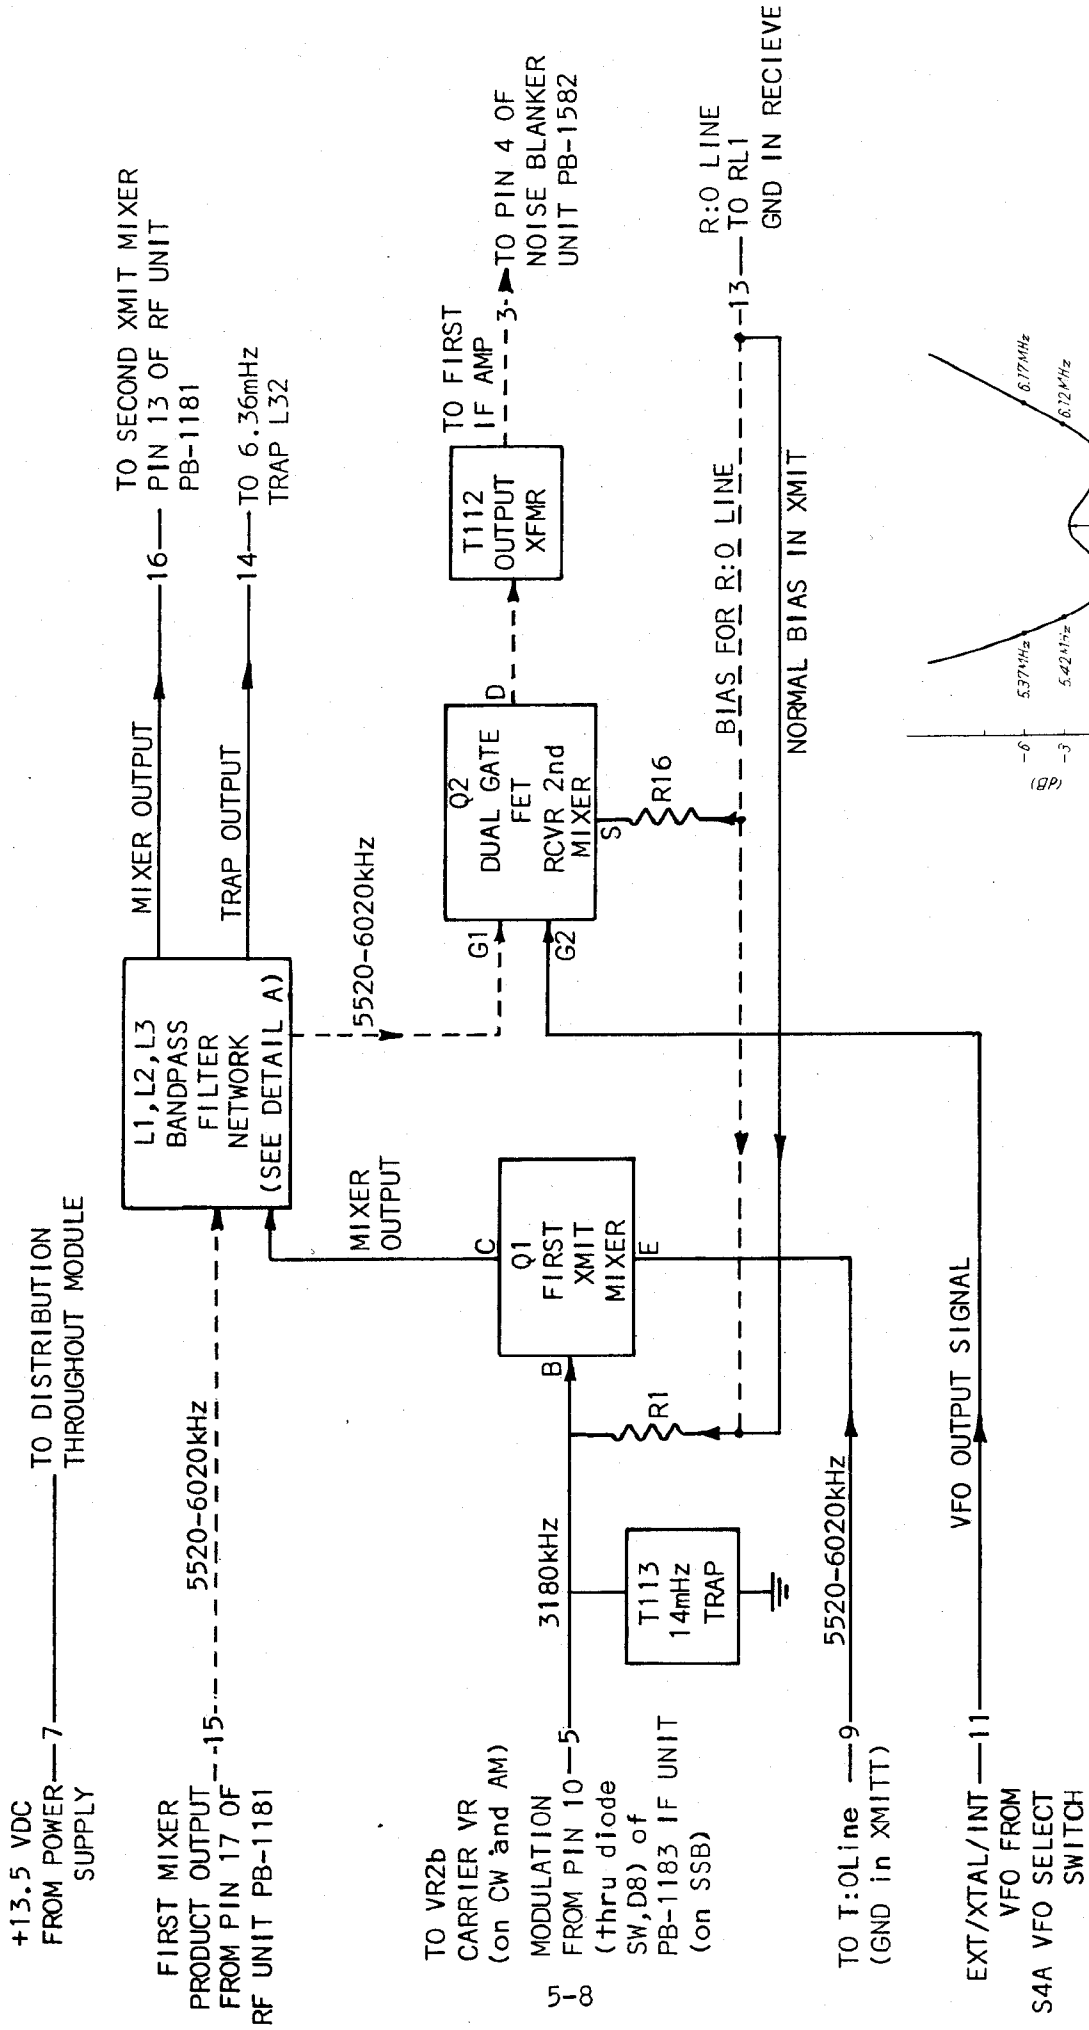 +13.5 VDC
FROM POWER
SUPPLY
7
TO DISTRIBUTION
THROUGHOUT MODULE
FIRST MIXER
PRODUCT OUTPUT
FROM PIN 17 OF
RF UNIT PB-1181
15
5520-6020kHz
L1,L2,L3
BANDPASS
FILTER
NETWORK
(SEE DETAIL A)
MIXER OUTPUT
16
TO SECOND XMIT MIXER
PIN 13 OF RF UNIT
PB-1181
TRAP OUTPUT
14
TO 6.36mHz
TRAP L32
5520-6020kHz
MIXER
OUTPUT
TO VR2b
CARRIER VR
(on CW and AM)
MODULATION
FROM PIN 10
(thru diode
SW,D8) of
PB-1183 IF UNIT
(on SSB)
5
3180kHz
T113
14mHz
TRAP
R1
B
C
E
Q1
FIRST
XMIT
MIXER
G1
G2
D
S
Q2
DUAL GATE
FET
RCVR 2nd
MIXER
R16
T112
OUTPUT
XFMR
TO FIRST
IF AMP
3
TO PIN 4 OF
NOISE BLANKER
UNIT PB-1582
BIAS FOR R:O LINE
NORMAL BIAS IN XMIT
13
R:O LINE
TO RL1
GND IN RECIEVE
TO T:OLine
(GND in XMITT)
9
5520-6020kHz
EXT/XTAL/INT
VFO FROM
S4A VFO SELECT
SWITCH
11
VFO OUTPUT SIGNAL
(dB)
-6
-3
5.37MHz
5.42MHz
6.17MHz
6.12MHz
5-8